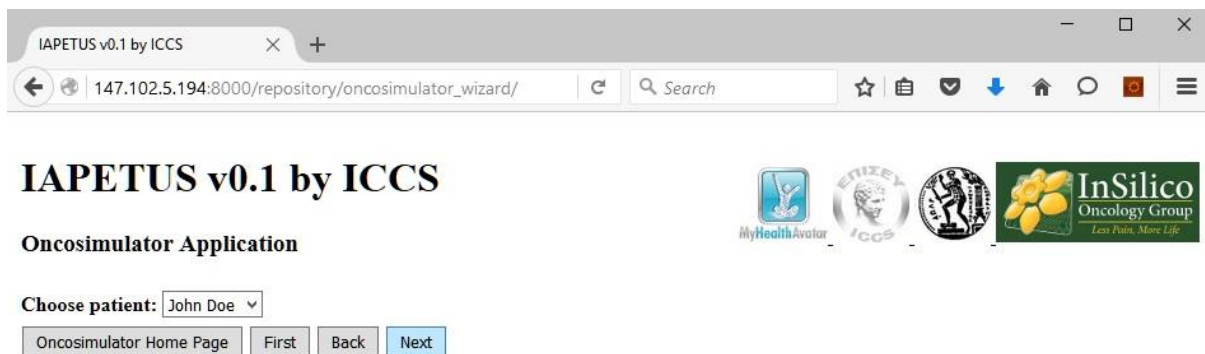 IAPETUS v0.1 by ICCS
147.102.5.194:8000/repository/oncosimulator_wizard/
Search
IAPETUS v0.1 by ICCS
Oncosimulator Application
MyHealthAvatar
ΕΠΙΣΕΥ
ICCS
InSilico
Oncology Group
Less Pain, More Life
Choose patient: John Doe
Oncosimulator Home Page First Back Next